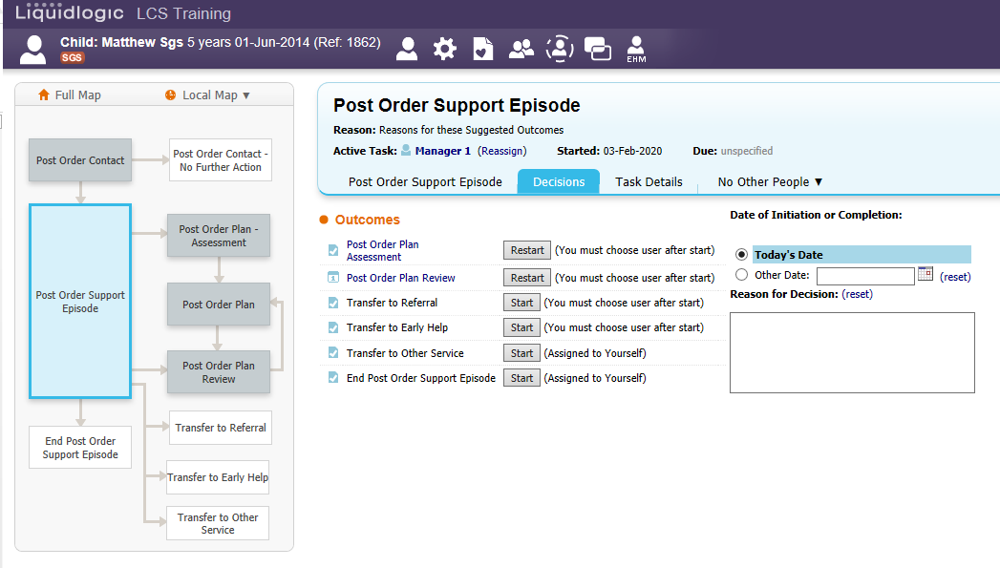 Liquidlogic LCS Training
Child: Matthew Sgs 5 years 01-Jun-2014 (Ref: 1862)
SGS
EHM
Full Map
Local Map ▼
Post Order Contact
Post Order Contact -
No Further Action
Post Order Support
Episode
Post Order Plan -
Assessment
Post Order Plan
Post Order Plan
Review
Transfer to Referral
End Post Order
Support Episode
Transfer to Early Help
Transfer to Other
Service
Post Order Support Episode
Reason: Reasons for these Suggested Outcomes
Active Task: Manager 1 (Reassign) Started: 03-Feb-2020 Due: unspecified
Post Order Support Episode Decisions Task Details No Other People ▼
Outcomes
Post Order Plan
Assessment
Restart (You must choose user after start)
Post Order Plan Review Restart (You must choose user after start)
Transfer to Referral Start (You must choose user after start)
Transfer to Early Help Start (You must choose user after start)
Transfer to Other Service Start (Assigned to Yourself)
End Post Order Support Episode Start (Assigned to Yourself)
Date of Initiation or Completion:
Today's Date
Other Date: (reset)
Reason for Decision: (reset)